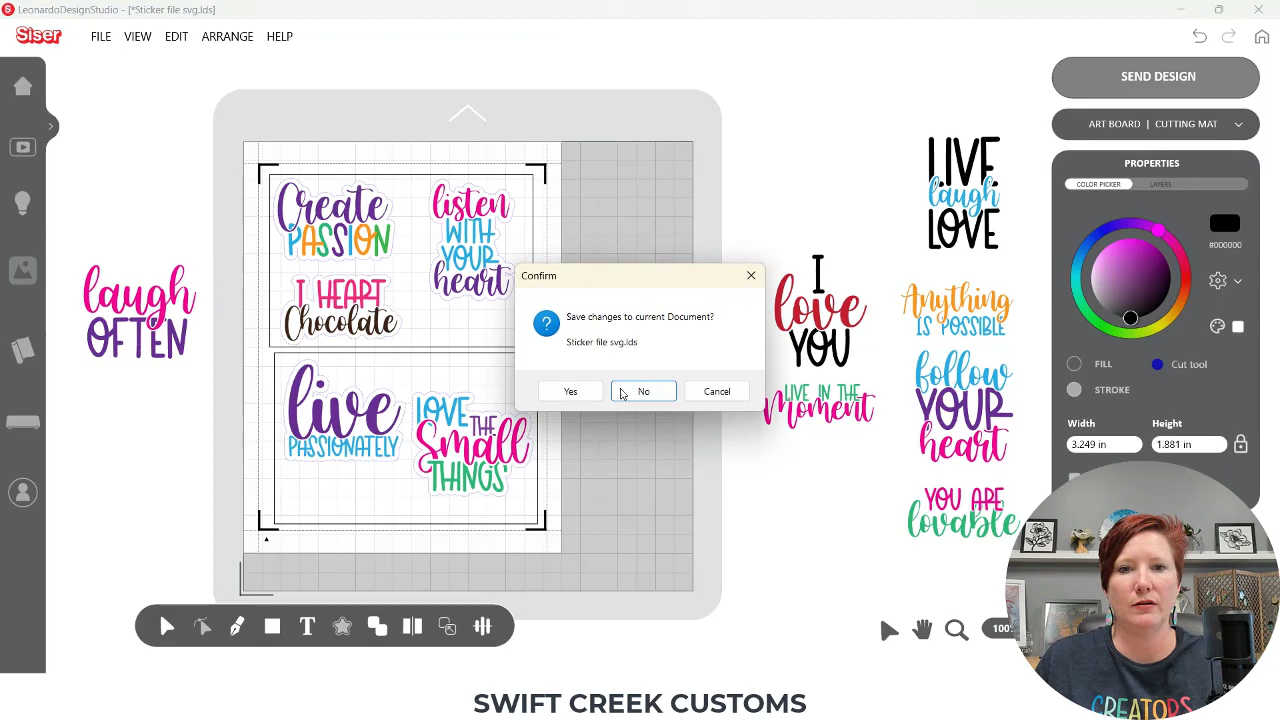 LeonardoDesignStudio - [*Sticker file svg.lds]
Siser
FILE VIEW EDIT ARRANGE HELP
SEND DESIGN
ART BOARD | CUTTING MAT
PROPERTIES
COLOR PICKER LAYERS
#000000
FILL
Cut tool
STROKE
Width Height
3.249 in 1.881 in
laugh
OFTEN
Create
PASSION
listen
WITH
YOUR
heart
I HEART
Chocolate
live
PASSIONATELY
LOVE THE
Small
THINGS
Confirm
Save changes to current Document?
Sticker file svg.lds
Yes No Cancel
I
love
YOU
LIVE IN THE
Moment
LIVE
laugh
LOVE
Anything
IS POSSIBLE
follow
YOUR
heart
YOU ARE
lovable
T
100
CREATORS
SWIFT CREEK CUSTOMS